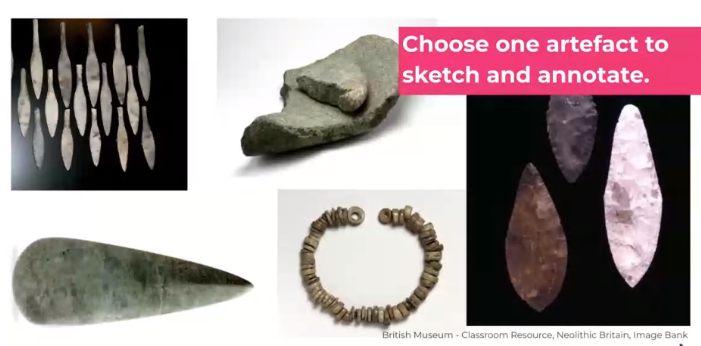 Choose one artefact to
sketch and annotate.
British Museum - Classroom Resource, Neolithic Britain, Image Bank